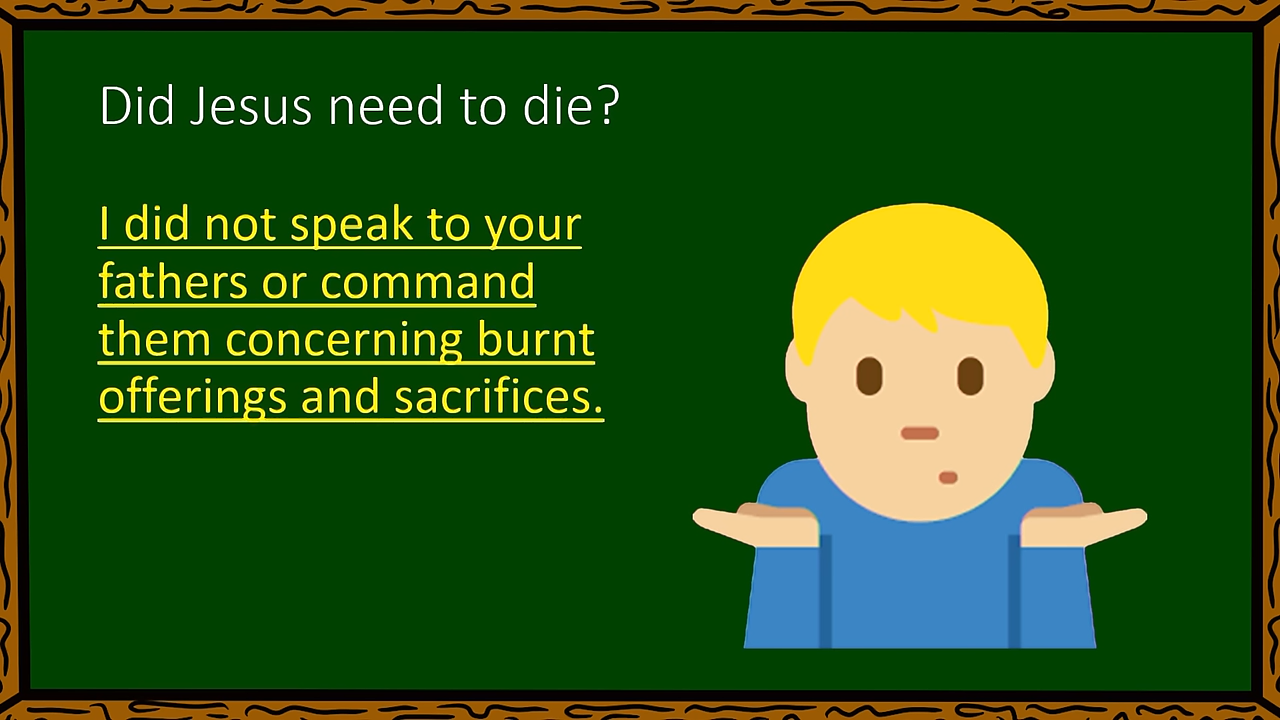 Did Jesus need to die?
I did not speak to your
fathers or command
them concerning burnt
offerings and sacrifices.